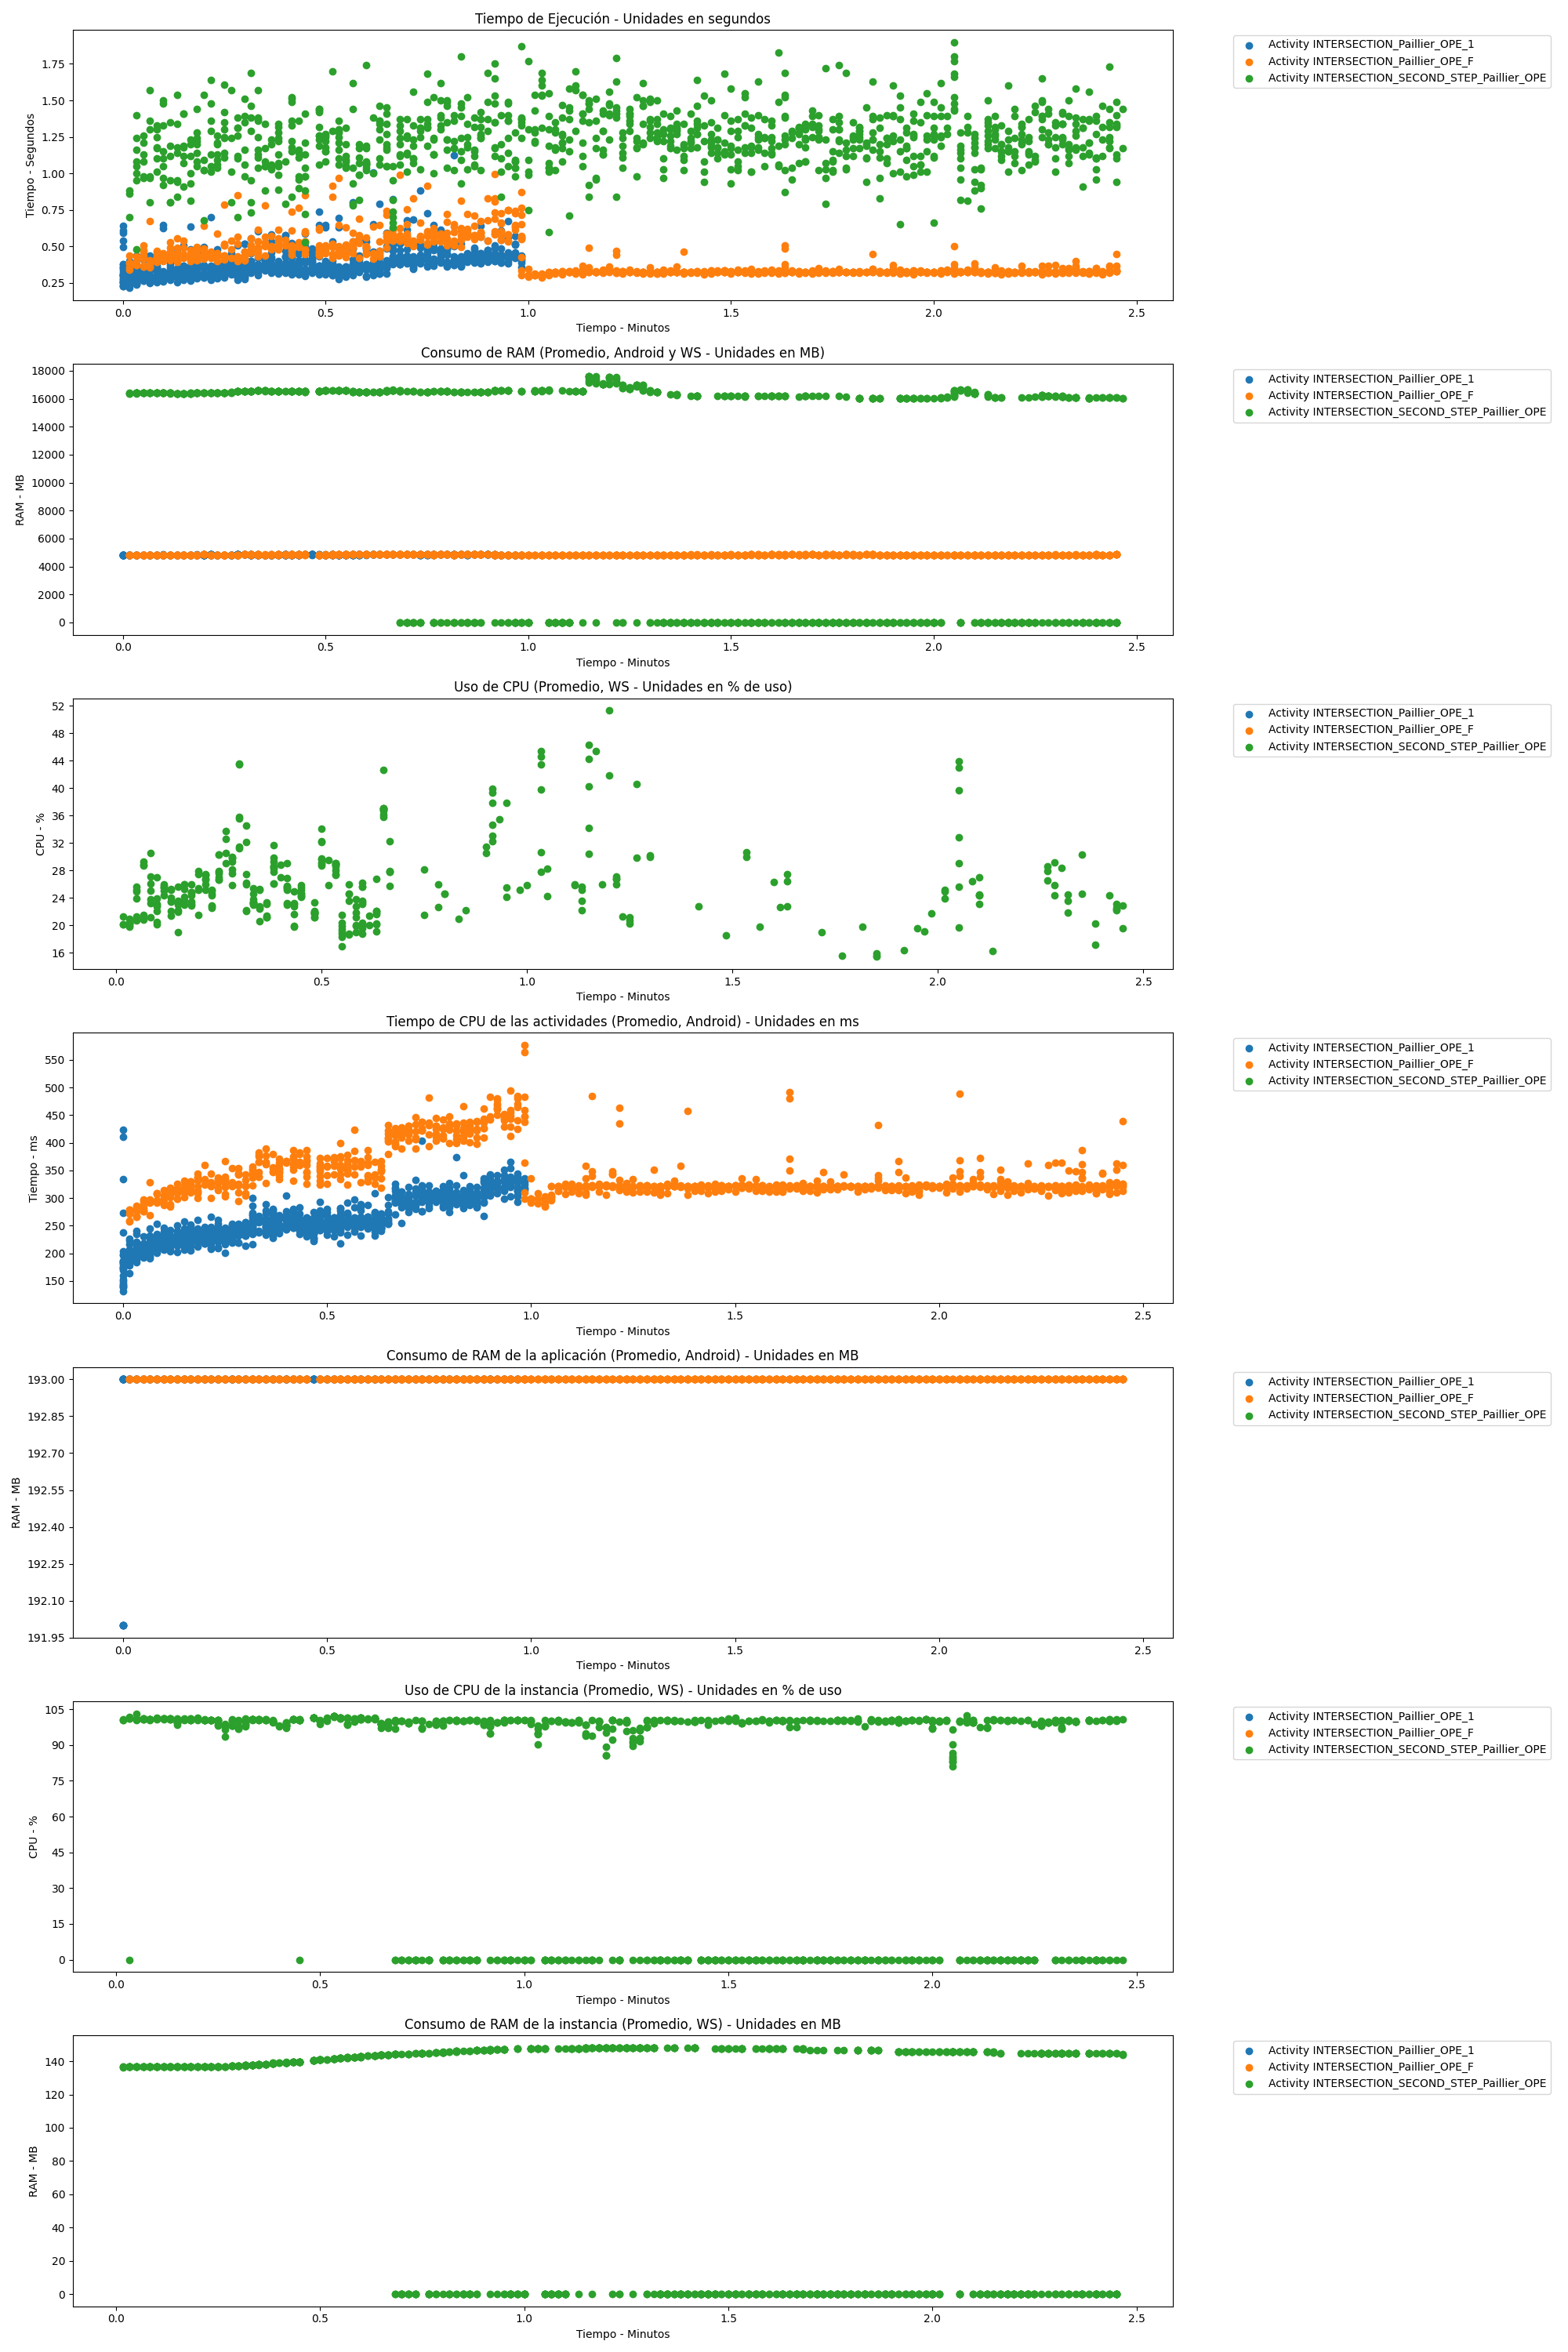 Tiempo de Ejecución - Unidades en segundos
Tiempo - Segundos
1.75
1.50
1.25
1.00
0.75
0.50
0.25
0.0 0.5 1.0 1.5 2.0 2.5
Tiempo - Minutos
Activity INTERSECTION_Paillier_OPE_1
Activity INTERSECTION_Paillier_OPE_F
Activity INTERSECTION_SECOND_STEP_Paillier_OPE
Consumo de RAM (Promedio, Android y WS - Unidades en MB)
RAM - MB
18000
16000
14000
12000
10000
8000
6000
4000
2000
0
0.0 0.5 1.0 1.5 2.0 2.5
Tiempo - Minutos
Activity INTERSECTION_Paillier_OPE_1
Activity INTERSECTION_Paillier_OPE_F
Activity INTERSECTION_SECOND_STEP_Paillier_OPE
Uso de CPU (Promedio, WS - Unidades en % de uso)
CPU - %
52
48
44
40
36
32
28
24
20
16
0.0 0.5 1.0 1.5 2.0 2.5
Tiempo - Minutos
Activity INTERSECTION_Paillier_OPE_1
Activity INTERSECTION_Paillier_OPE_F
Activity INTERSECTION_SECOND_STEP_Paillier_OPE
Tiempo de CPU de las actividades (Promedio, Android) - Unidades en ms
Tiempo - ms
550
500
450
400
350
300
250
200
150
0.0 0.5 1.0 1.5 2.0 2.5
Tiempo - Minutos
Activity INTERSECTION_Paillier_OPE_1
Activity INTERSECTION_Paillier_OPE_F
Activity INTERSECTION_SECOND_STEP_Paillier_OPE
Consumo de RAM de la aplicación (Promedio, Android) - Unidades en MB
RAM - MB
193.00
192.85
192.70
192.55
192.40
192.25
192.10
191.95
0.0 0.5 1.0 1.5 2.0 2.5
Tiempo - Minutos
Activity INTERSECTION_Paillier_OPE_1
Activity INTERSECTION_Paillier_OPE_F
Activity INTERSECTION_SECOND_STEP_Paillier_OPE
Uso de CPU de la instancia (Promedio, WS) - Unidades en % de uso
CPU - %
105
90
75
60
45
30
15
0
0.0 0.5 1.0 1.5 2.0 2.5
Tiempo - Minutos
Activity INTERSECTION_Paillier_OPE_1
Activity INTERSECTION_Paillier_OPE_F
Activity INTERSECTION_SECOND_STEP_Paillier_OPE
Consumo de RAM de la instancia (Promedio, WS) - Unidades en MB
RAM - MB
140
120
100
80
60
40
20
0
0.0 0.5 1.0 1.5 2.0 2.5
Tiempo - Minutos
Activity INTERSECTION_Paillier_OPE_1
Activity INTERSECTION_Paillier_OPE_F
Activity INTERSECTION_SECOND_STEP_Paillier_OPE